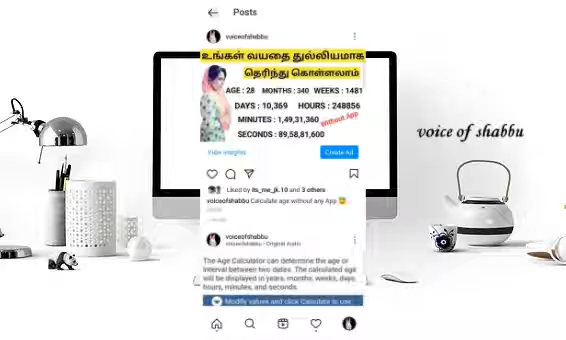 Posts
voiceofshabbu
உங்கள் வயதை துல்லியமாக
தெரிந்து கொள்ளலாம்
AGE : 28 MONTHS : 340 WEEKS : 1481
DAYS : 10,369 HOURS : 248856
MINUTES : 1,49,31,360 Without App
SECONDS : 89,58,81,600
View insights Create Ad
Liked by its_me_jk.10 and 3 others
voiceofshabbu Calculate age without any App
voiceofshabbu
voiceofshabbu • Original Audio
The Age Calculator can determine the age or
interval between two dates. The calculated age
will be displayed in years, months, weeks, days,
hours, minutes, and seconds.
Modify values and click Calculate to use
voice of shabbu